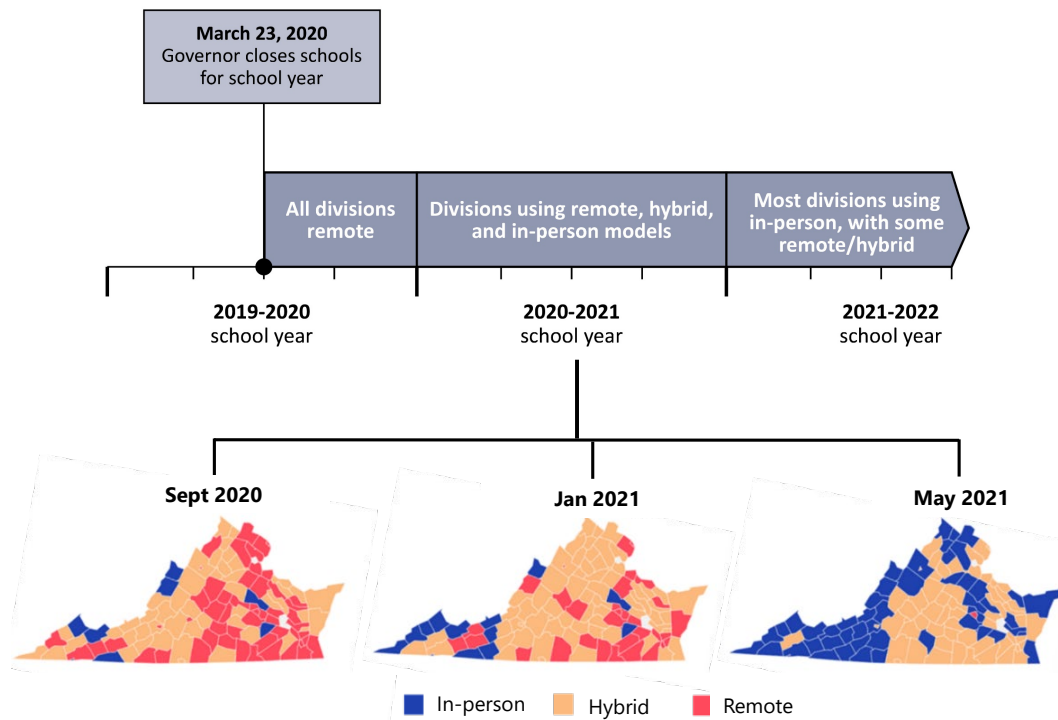 March 23, 2020
Governor closes schools
for school year
All divisions
remote
Divisions using remote, hybrid,
and in-person models
Most divisions using
in-person, with some
remote/hybrid
2019-2020
school year
2020-2021
school year
2021-2022
school year
Sept 2020
Jan 2021
May 2021
In-person
Hybrid
Remote